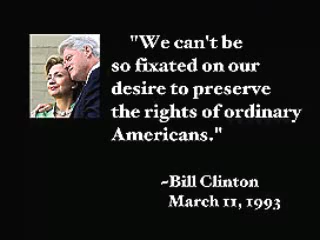 "We can't be
so fixated on our
desire to preserve
the rights of ordinary
Americans."
~Bill Clinton
March 11, 1993